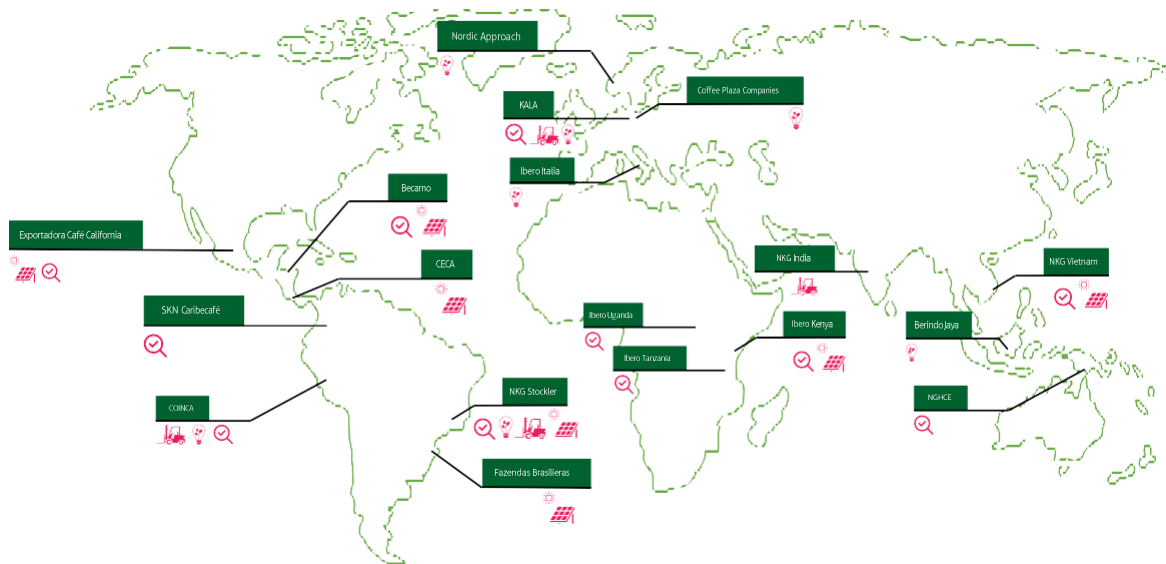 Nordic Approach
Coffee Plaza Companies
KALA
Ibero Italia
Becamo
Exportadora Café California
CECA
NKG India
NKG Vietnam
SKN Caribecafé
Ibero Uganda
Ibero Kenya
Berindo Jaya
Ibero Tanzania
NKG Stockler
NGHCE
COINCA
Fazendas Brasilieras